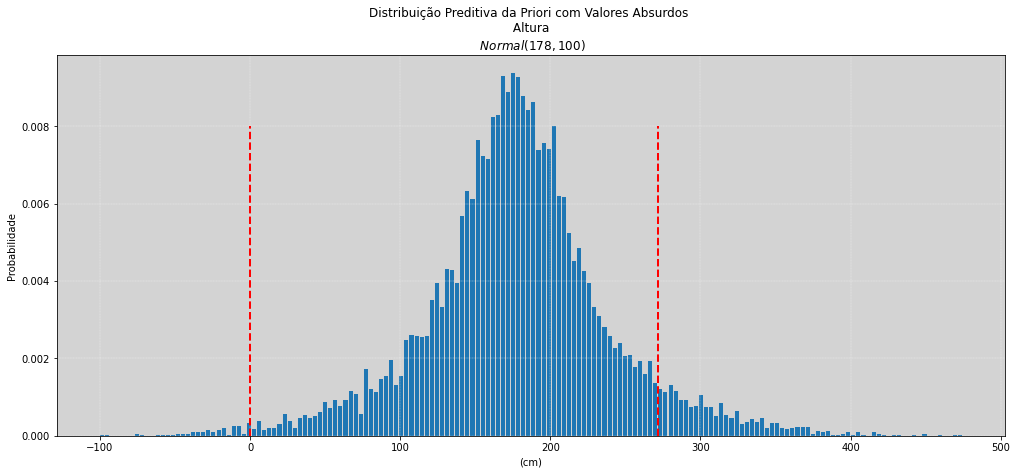 Distribuição Preditiva da Priori com Valores Absurdos
Altura
Normal(178, 100)
0.008
0.006
0.004
0.002
0.000
Probabilidade
−100
0
100
200
300
400
500
(cm)